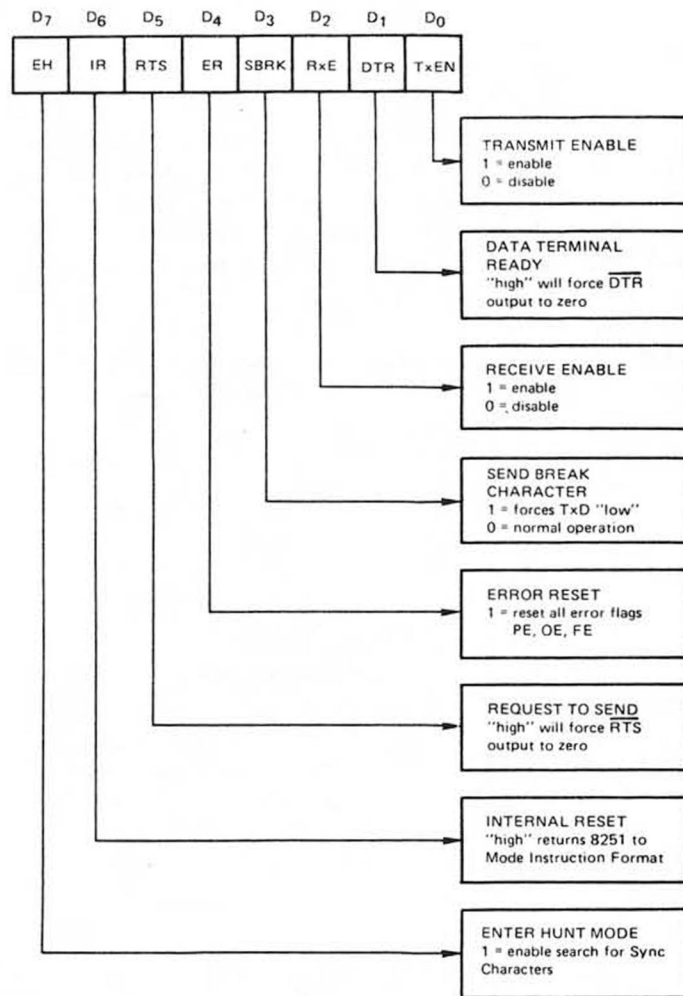 D7 D6 D5 D4 D3 D2 D1 D0
EH IR RTS ER SBRK RxE DTR TxEN
TRANSMIT ENABLE
1 = enable
0 = disable
DATA TERMINAL
READY
"high" will force D̅T̅R̅
output to zero
RECEIVE ENABLE
1 = enable
0 = disable
SEND BREAK
CHARACTER
1 = forces TxD "low"
0 = normal operation
ERROR RESET
1 = reset all error flags
PE, OE, FE
REQUEST TO SEND
"high" will force R̅T̅S̅
output to zero
INTERNAL RESET
"high" returns 8251 to
Mode Instruction Format
ENTER HUNT MODE
1 = enable search for Sync
Characters